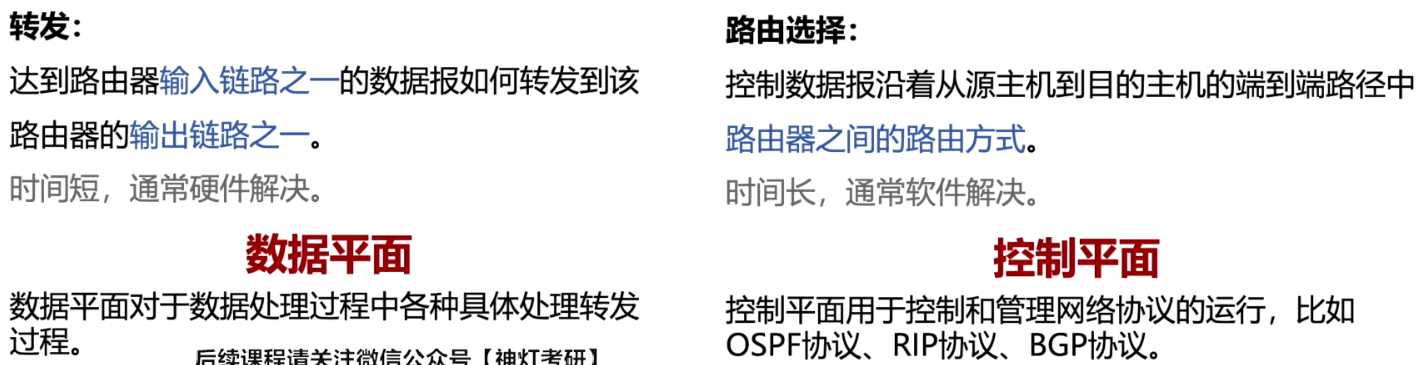 转发：
达到路由器输入链路之一的数据报如何转发到该
路由器的输出链路之一。
时间短，通常硬件解决。
数据平面
数据平面对于数据处理过程中各种具体处理转发
过程。
后续课程请关注微信公众号【神灯考研】
路由选择：
控制数据报沿着从源主机到目的主机的端到端路径中
路由器之间的路由方式。
时间长，通常软件解决。
控制平面
控制平面用于控制和管理网络协议的运行，比如
OSPF协议、RIP协议、BGP协议。